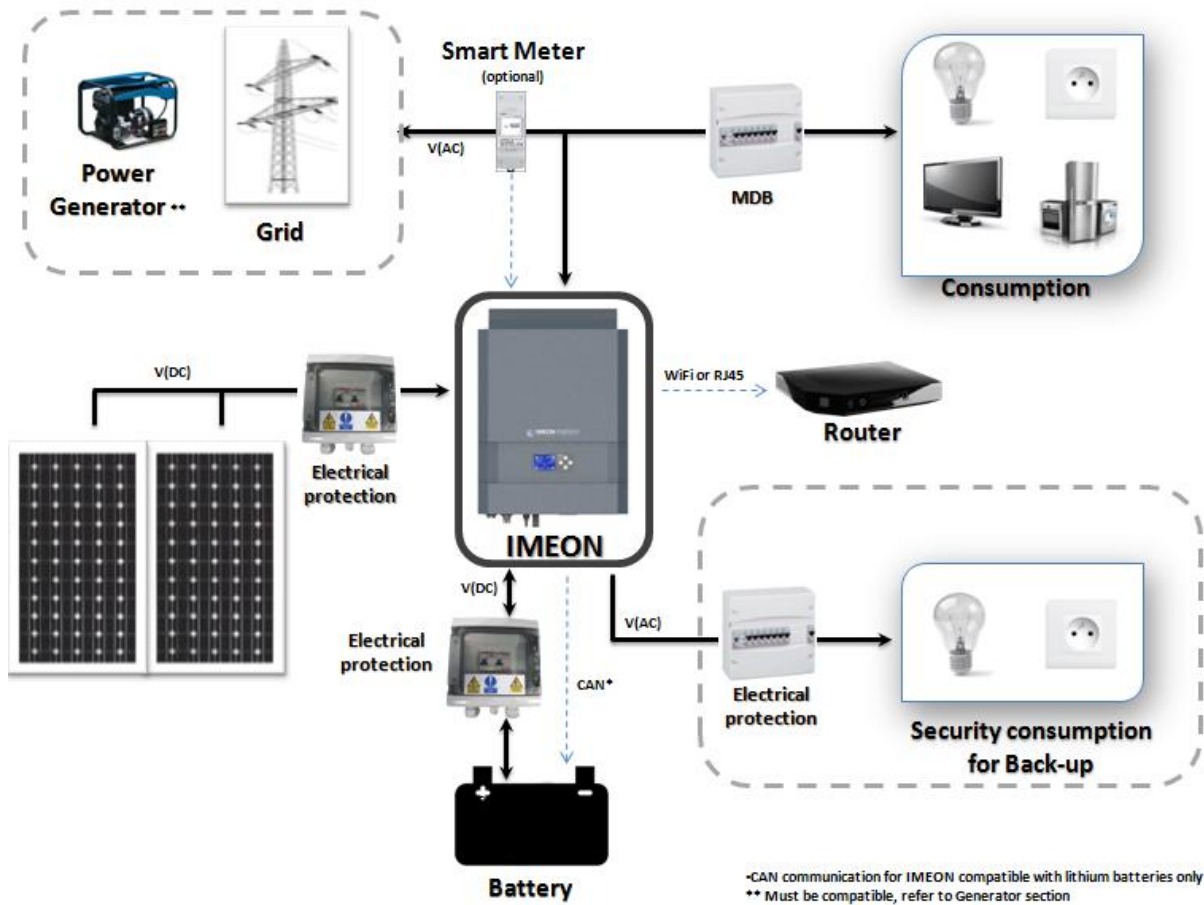 Smart Meter
(optional)
V(AC)
Power
Generator **
Grid
MDB
Consumption
V(DC)
Electrical
protection
IMEON ENERGY
IMEON
WiFi or RJ45
Router
V(DC)
Electrical
protection
CAN*
V(AC)
Electrical
protection
Security consumption
for Back-up
+
-
Battery
*CAN communication for IMEON compatible with lithium batteries only
** Must be compatible, refer to Generator section